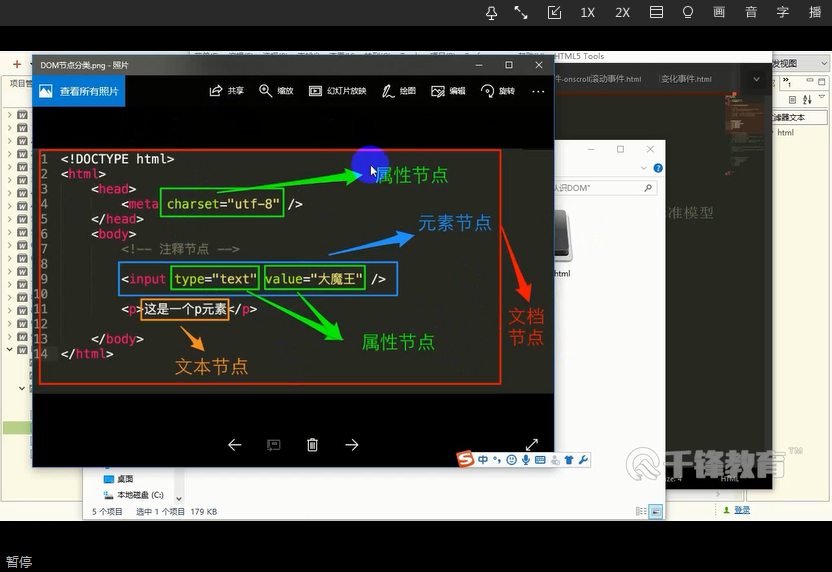 1X 2X 画 音 字 播
DOM节点分类.png - 照片
HTML5 Tools
件-onscroll滚动事件.html 变化事件.html
项目管
查看所有照片 共享 缩放 幻灯片放映 绘图 编辑 旋转
html
认识DOM"
准模型
html
1 <!DOCTYPE html>
2 <html>
3 <head>
4 <meta charset="utf-8" />
5 </head>
6 <body>
7 <!-- 注释节点 -->
8
9 <input type="text" value="大魔王" />
10
11 <p>这是一个p元素</p>
12
13 </body>
14 </html>
属性节点
元素节点
文档
节点
属性节点
文本节点
中
千锋教育 TM
HTML
桌面
本地磁盘 (C:)
5 个项目 选中 1 个项目 179 KB
登录
暂停